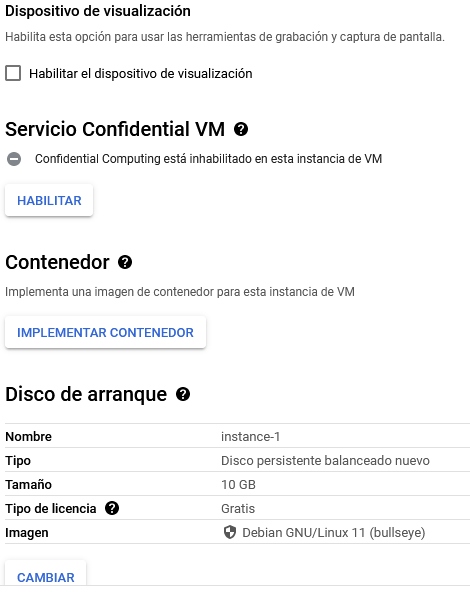 Dispositivo de visualización
Habilita esta opción para usar las herramientas de grabación y captura de pantalla.
Habilitar el dispositivo de visualización
Servicio Confidential VM ?
Confidential Computing está inhabilitado en esta instancia de VM
HABILITAR
Contenedor ?
Implementa una imagen de contenedor para esta instancia de VM
IMPLEMENTAR CONTENEDOR
Disco de arranque ?
Nombre instance-1
Tipo Disco persistente balanceado nuevo
Tamaño 10 GB
Tipo de licencia ? Gratis
Imagen Debian GNU/Linux 11 (bullseye)
CAMBIAR